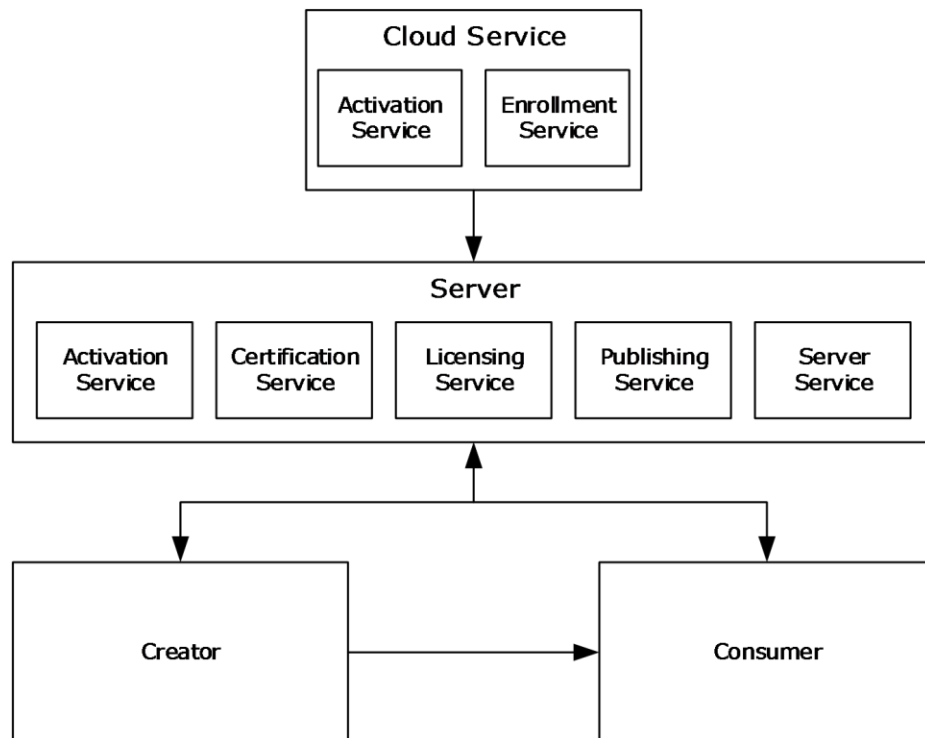 Cloud Service
Activation
Service
Enrollment
Service
Server
Activation
Service
Certification
Service
Licensing
Service
Publishing
Service
Server
Service
Creator
Consumer